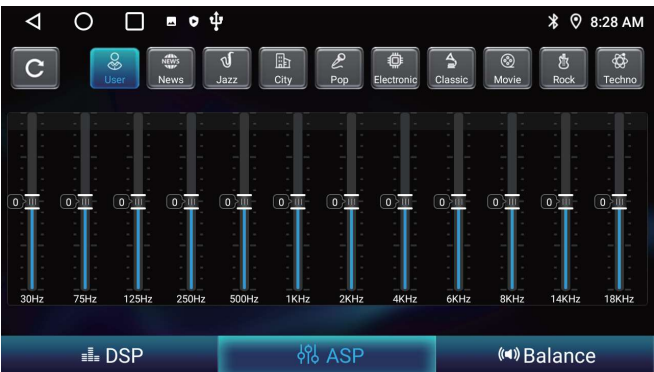 8:28 AM
C
User
NEWS
News
Jazz
City
Pop
Electronic
Classic
Movie
Rock
Techno
0 0 0 0 0 0 0 0 0 0 0 0
30Hz 75Hz 125Hz 250Hz 500Hz 1KHz 2KHz 4KHz 6KHz 8KHz 14KHz 18KHz
DSP
ASP
Balance